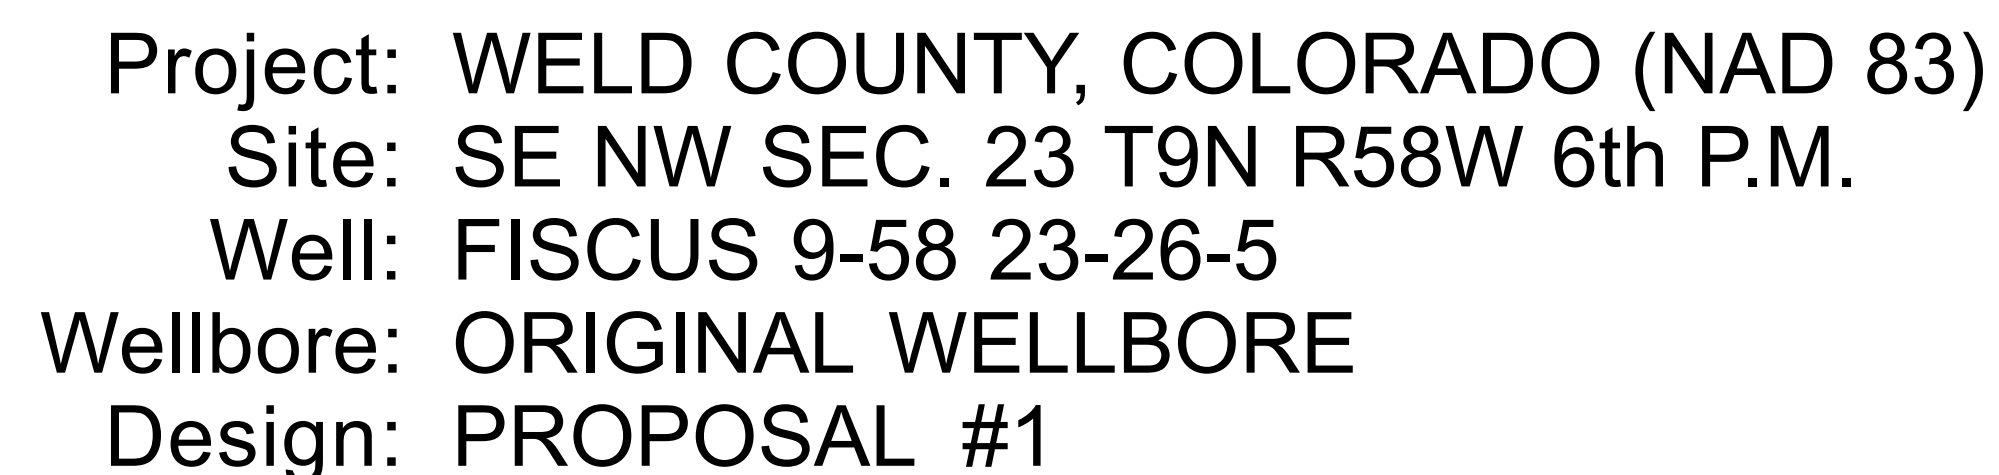 Project: WELD COUNTY, COLORADO (NAD 83)
Site: SE NW SEC. 23 T9N R58W 6th P.M.
Well: FISCUS 9-58 23-26-5
Wellbore: ORIGINAL WELLBORE
Design: PROPOSAL #1